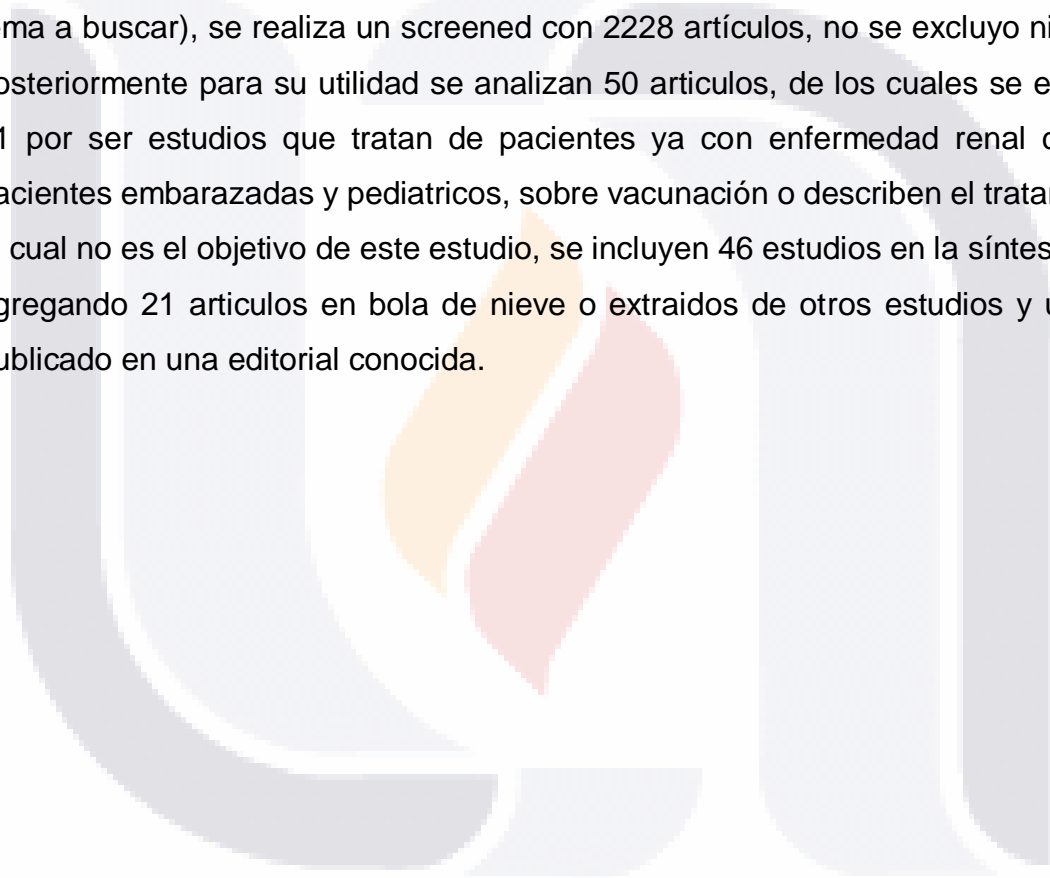 ema a buscar), se realiza un screened con 2228 artículos, no se excluyo ni
osteriormente para su utilidad se analizan 50 articulos, de los cuales se e
1 por ser estudios que tratan de pacientes ya con enfermedad renal
acientes embarazadas y pediatricos, sobre vacunación o describen el trata
cual no es el objetivo de este estudio, se incluyen 46 estudios en la síntes
gregando 21 articulos en bola de nieve o extraidos de otros estudios y
ublicado en una editorial conocida.